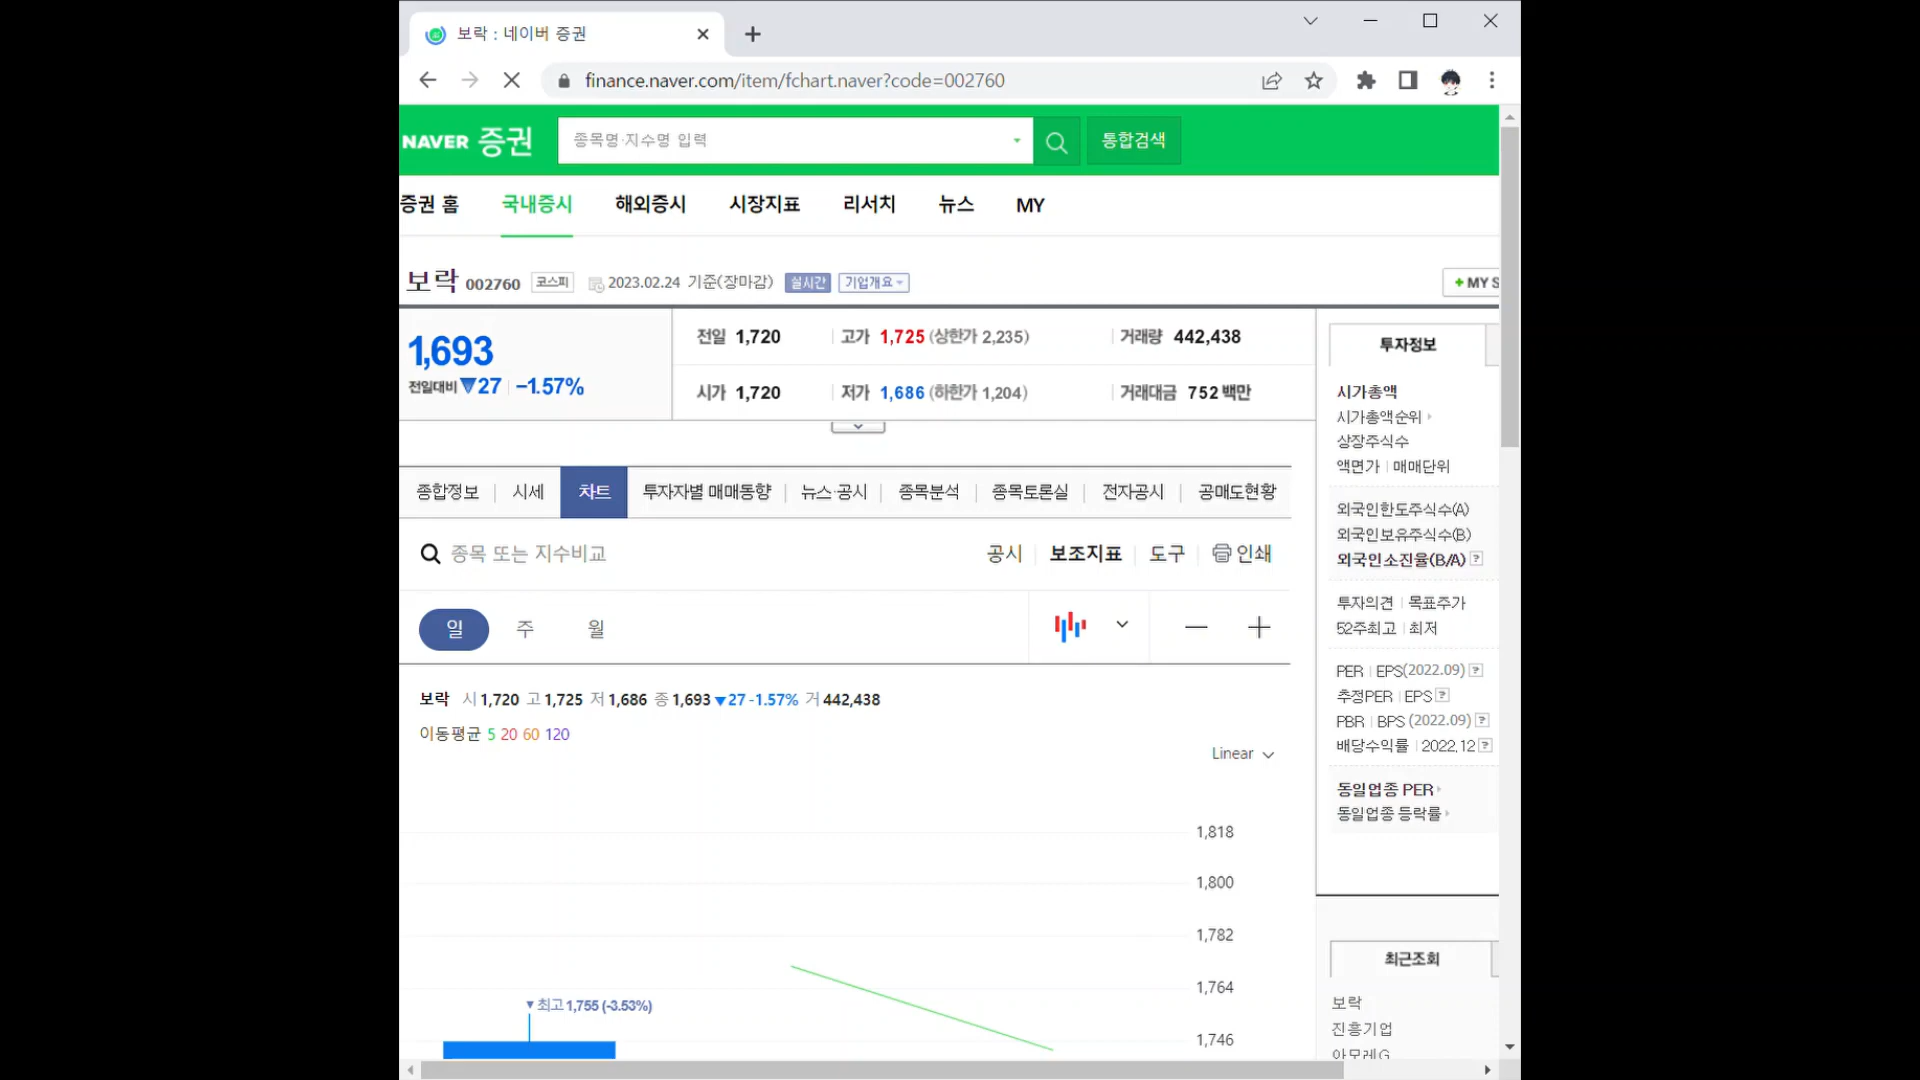 보락 : 네이버 증권
finance.naver.com/item/fchart.naver?code=002760
NAVER 증권 종목명·지수명 입력 통합검색
증권 홈 국내증시 해외증시 시장지표 리서치 뉴스 MY
보락 002760 코스피 2023.02.24 기준(장마감) 실시간 기업개요 + MY S
1,693
전일대비 ▼27 | −1.57%
전일 1,720 | 고가 1,725 (상한가 2,235) | 거래량 442,438
시가 1,720 | 저가 1,686 (하한가 1,204) | 거래대금 752 백만
종합정보 | 시세 차트 투자자별 매매동향 | 뉴스·공시 | 종목분석 | 종목토론실 | 전자공시 | 공매도현황
종목 또는 지수비교 공시 보조지표 도구 인쇄
일 주 월
보락 시 1,720 고 1,725 저 1,686 종 1,693 ▼27 -1.57% 거 442,438
이동평균 5 20 60 120
Linear
1,818
1,800
1,782
1,764
1,746
▼최고 1,755 (-3.53%)
투자정보
시가총액
시가총액순위
상장주식수
액면가 | 매매단위
외국인한도주식수(A)
외국인보유주식수(B)
외국인소진율(B/A) ?
투자의견 | 목표주가
52주최고 | 최저
PER | EPS(2022.09) ?
추정PER | EPS ?
PBR | BPS (2022.09) ?
배당수익률 | 2022.12 ?
동일업종 PER
동일업종 등락률
최근조회
보락
진흥기업
아모레G